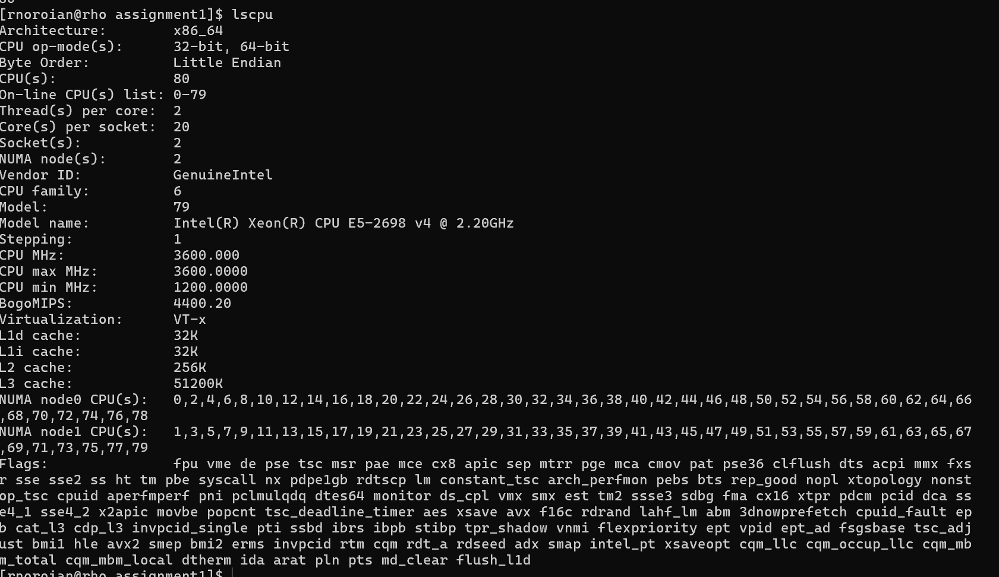 80
[rnoroian@rho assignment1]$ lscpu
Architecture:        x86_64
CPU op-mode(s):      32-bit, 64-bit
Byte Order:          Little Endian
CPU(s):              80
On-line CPU(s) list: 0-79
Thread(s) per core:  2
Core(s) per socket:  20
Socket(s):           2
NUMA node(s):        2
Vendor ID:           GenuineIntel
CPU family:          6
Model:               79
Model name:          Intel(R) Xeon(R) CPU E5-2698 v4 @ 2.20GHz
Stepping:            1
CPU MHz:             3600.000
CPU max MHz:         3600.0000
CPU min MHz:         1200.0000
BogoMIPS:            4400.20
Virtualization:      VT-x
L1d cache:           32K
L1i cache:           32K
L2 cache:            256K
L3 cache:            51200K
NUMA node0 CPU(s):   0,2,4,6,8,10,12,14,16,18,20,22,24,26,28,30,32,34,36,38,40,42,44,46,48,50,52,54,56,58,60,62,64,66
,68,70,72,74,76,78
NUMA node1 CPU(s):   1,3,5,7,9,11,13,15,17,19,21,23,25,27,29,31,33,35,37,39,41,43,45,47,49,51,53,55,57,59,61,63,65,67
,69,71,73,75,77,79
Flags:               fpu vme de pse tsc msr pae mce cx8 apic sep mtrr pge mca cmov pat pse36 clflush dts acpi mmx fxs
r sse sse2 ss ht tm pbe syscall nx pdpe1gb rdtscp lm constant_tsc arch_perfmon pebs bts rep_good nopl xtopology nonst
op_tsc cpuid aperfmperf pni pclmulqdq dtes64 monitor ds_cpl vmx smx est tm2 ssse3 sdbg fma cx16 xtpr pdcm pcid dca ss
e4_1 sse4_2 x2apic movbe popcnt tsc_deadline_timer aes xsave avx f16c rdrand lahf_lm abm 3dnowprefetch cpuid_fault ep
b cat_l3 cdp_l3 invpcid_single pti ssbd ibrs ibpb stibp tpr_shadow vnmi flexpriority ept vpid ept_ad fsgsbase tsc_adj
ust bmi1 hle avx2 smep bmi2 erms invpcid rtm cqm rdt_a rdseed adx smap intel_pt xsaveopt cqm_llc cqm_occup_llc cqm_mb
m_total cqm_mbm_local dtherm ida arat pln pts md_clear flush_l1d
[rnoroian@rho assignment1]$